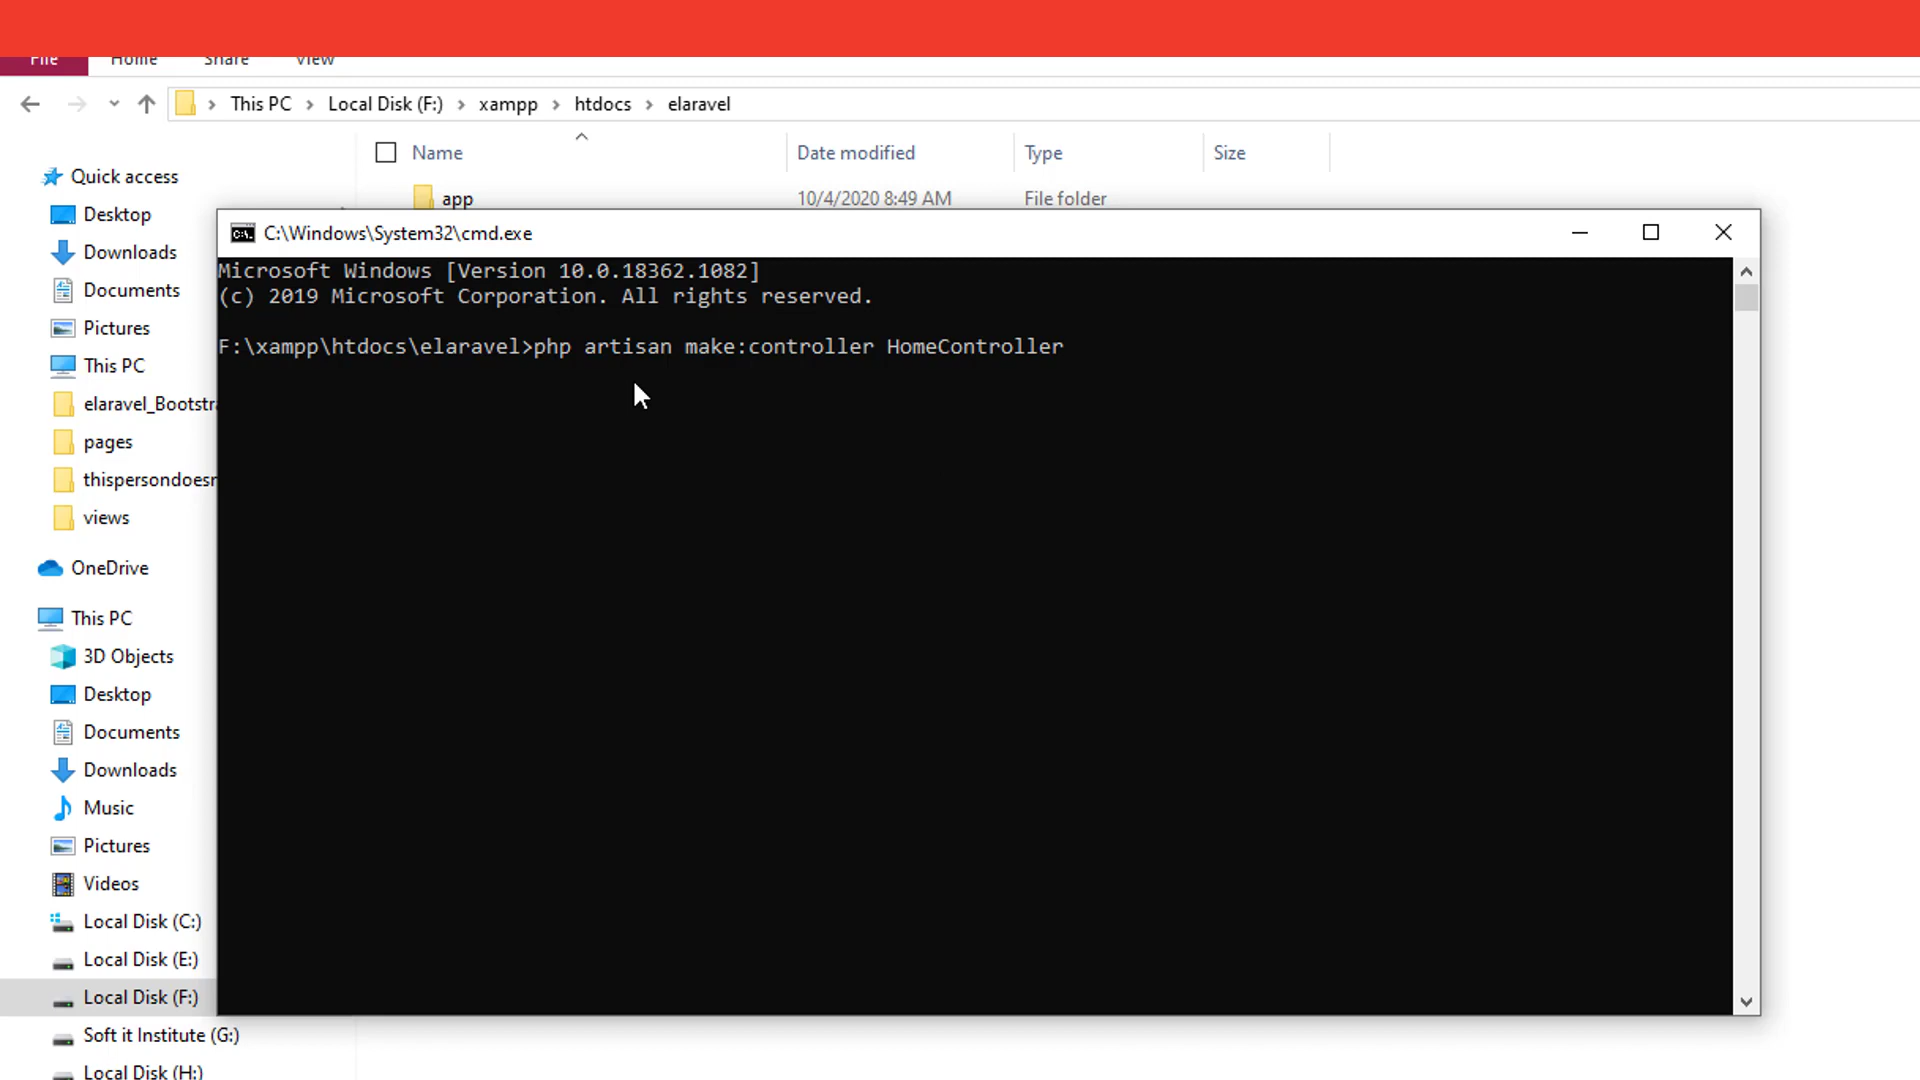 File Home Share View
This PC > Local Disk (F:) > xampp > htdocs > elaravel
Name Date modified Type Size
app 10/4/2020 8:49 AM File folder
Quick access
Desktop
Downloads
Documents
Pictures
This PC
elaravel_Bootstr
pages
thispersondoes
views
OneDrive
This PC
3D Objects
Desktop
Documents
Downloads
Music
Pictures
Videos
Local Disk (C:)
Local Disk (E:)
Local Disk (F:)
Soft it Institute (G:)
Local Disk (H:)
C:\Windows\System32\cmd.exe
Microsoft Windows [Version 10.0.18362.1082]
(c) 2019 Microsoft Corporation. All rights reserved.
F:\xampp\htdocs\elaravel>php artisan make:controller HomeController